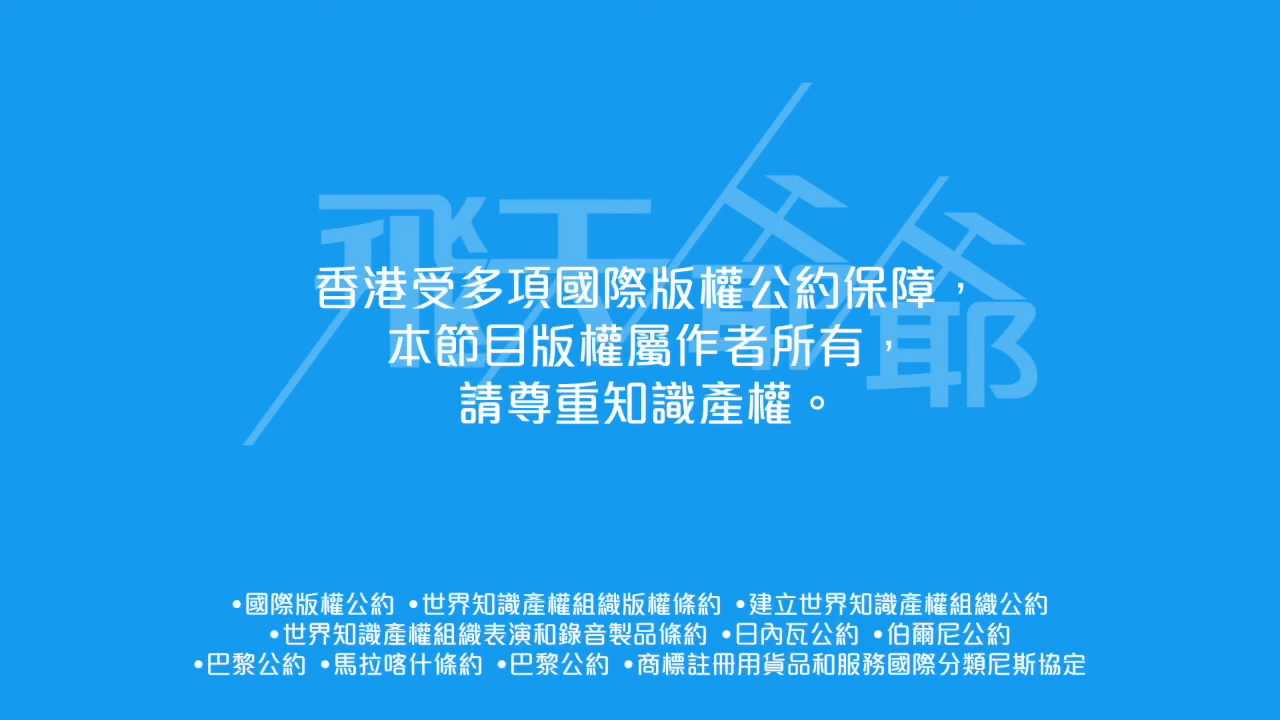 飛天爺爺
香港受多項國際版權公約保障，
本節目版權屬作者所有，
請尊重知識產權。
•國際版權公約 •世界知識產權組織版權條約 •建立世界知識產權組織公約
•世界知識產權組織表演和錄音製品條約 •日內瓦公約 •伯爾尼公約
•巴黎公約 •馬拉喀什條約 •巴黎公約 •商標註冊用貨品和服務國際分類尼斯協定